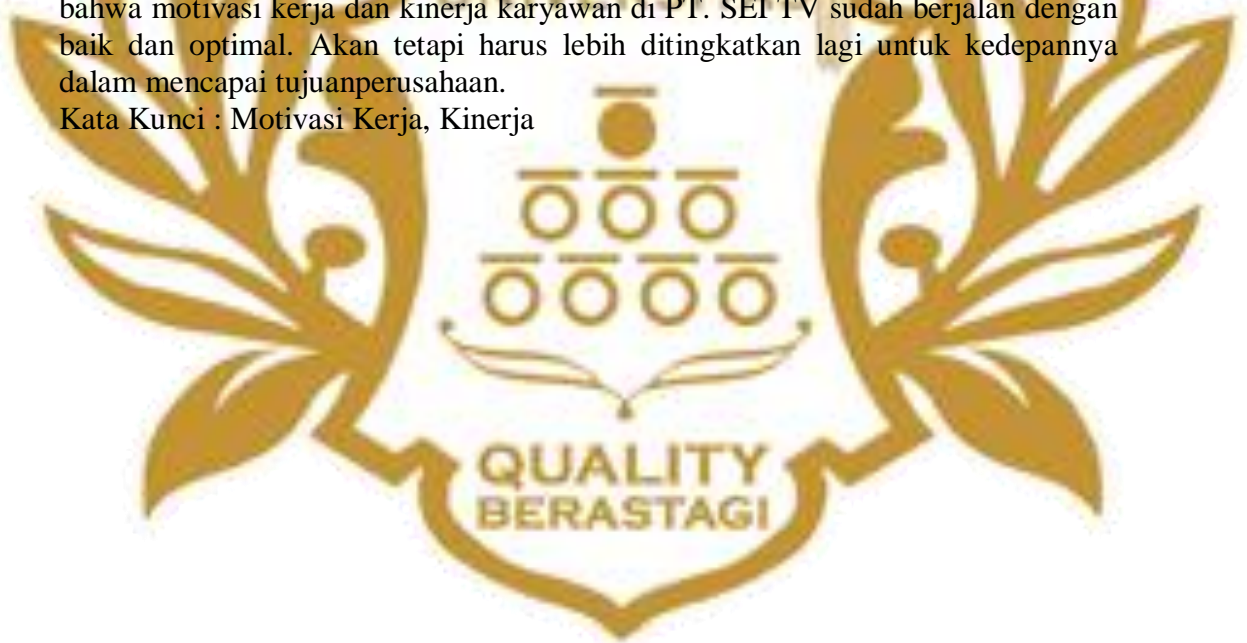 bahwa motivasi kerja dan kinerja karyawan di PT. SEI TV sudah berjalan dengan
baik dan optimal. Akan tetapi harus lebih ditingkatkan lagi untuk kedepannya
dalam mencapai tujuanperusahaan.
Kata Kunci : Motivasi Kerja, Kinerja
QUALITY
BERASTAGI